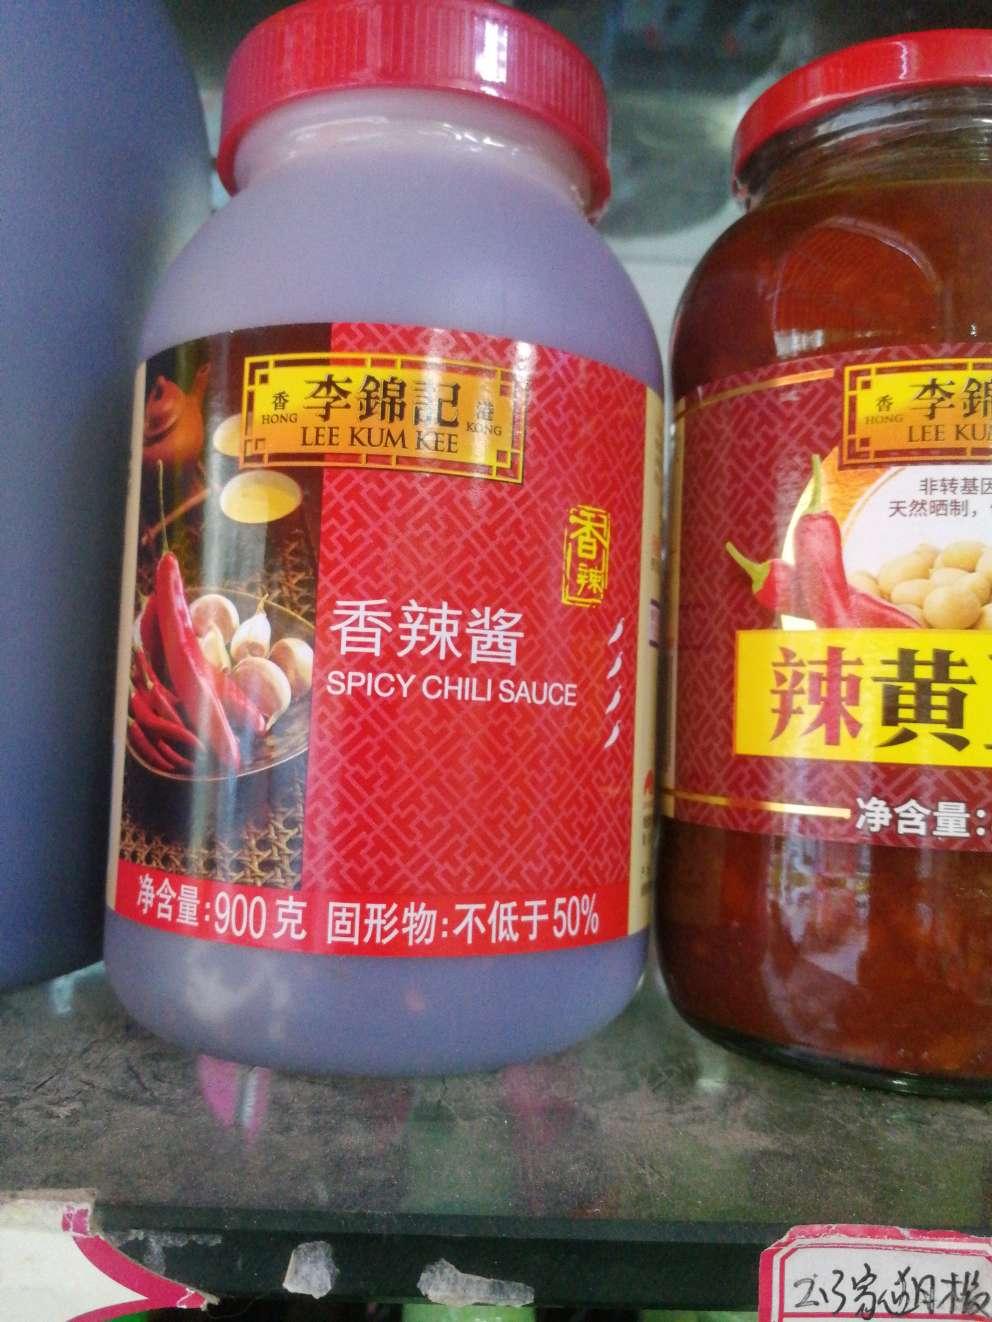 香 李錦記 港
HONG LEE KUM KEE KONG
香辣
香辣酱
SPICY CHILI SAUCE
净含量:900克 固形物:不低于50%
香 李錦
HONG LEE KU
非转基因
天然晒制,
辣黄
净含量: